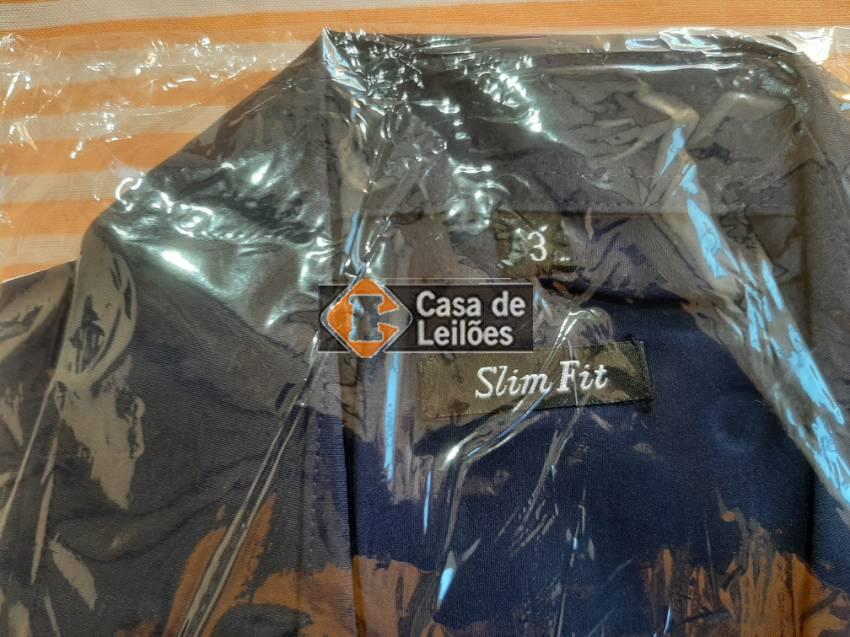 3
Casa de
Leilões
Slim Fit